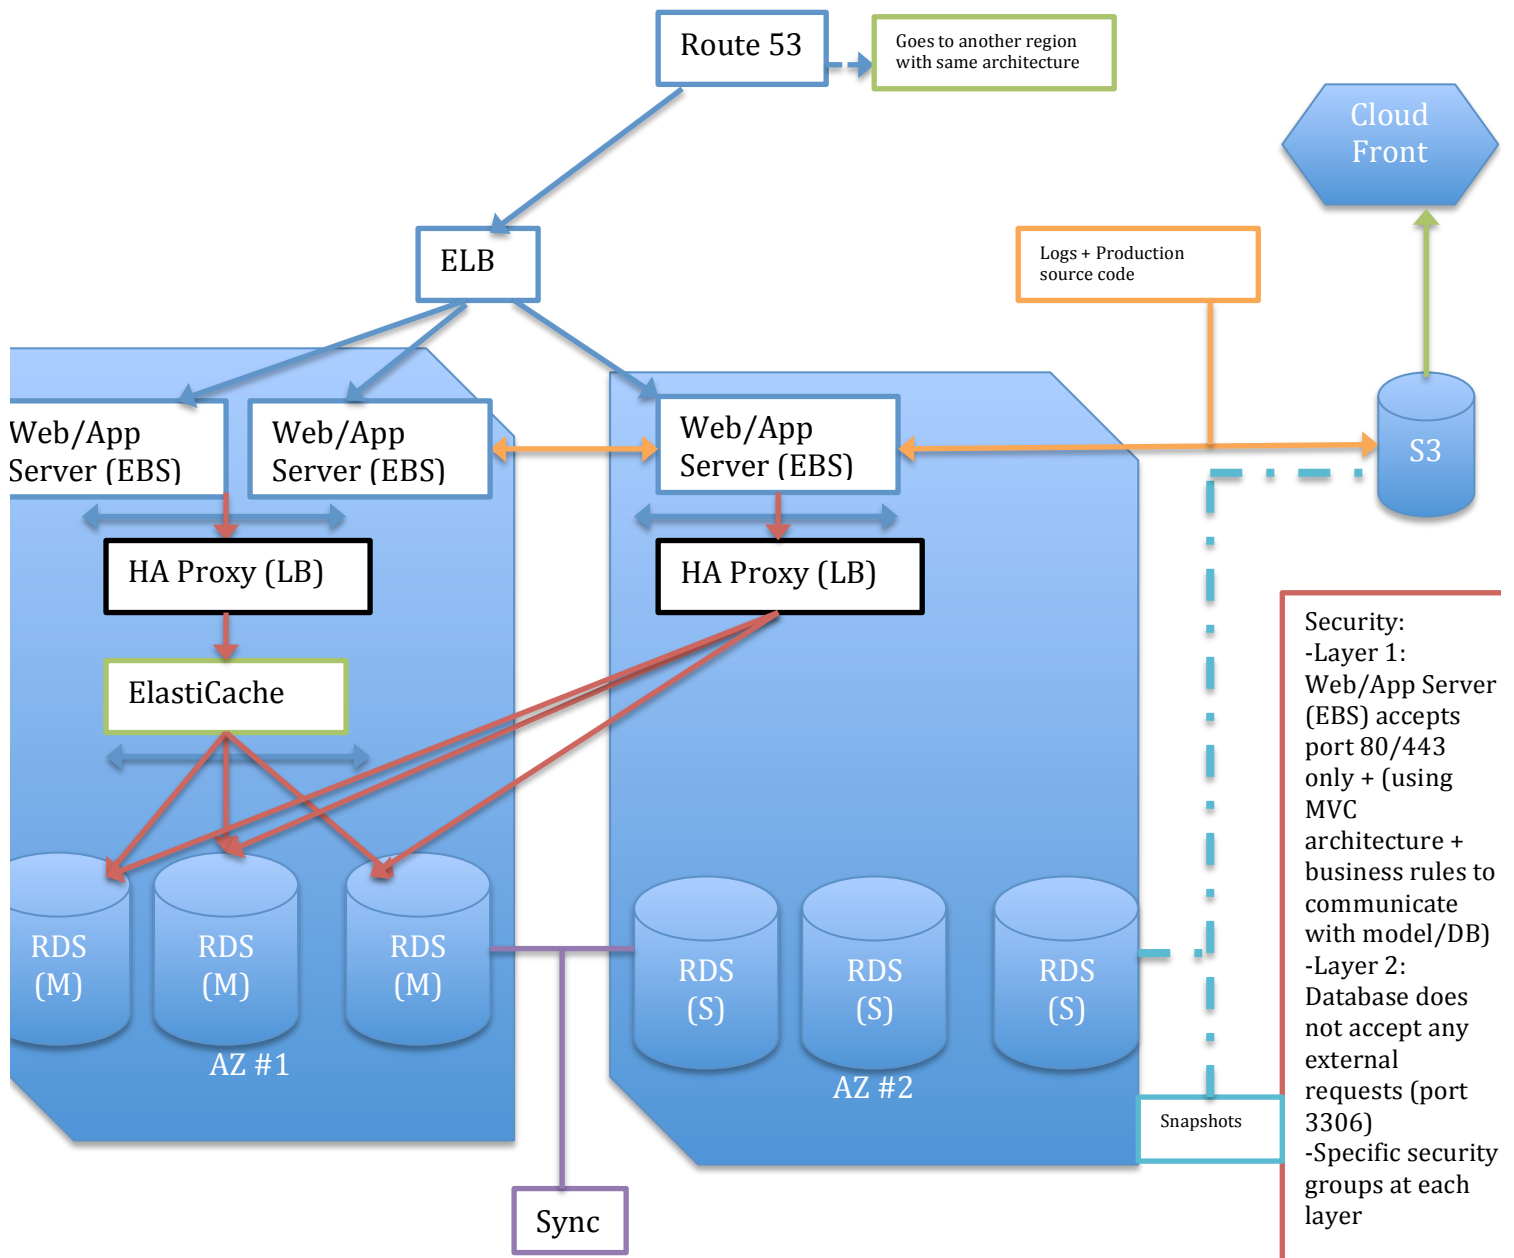 Route 53
Goes to another region
with same architecture
Cloud
Front
ELB
Logs + Production
source code
Web/App
Server (EBS)
Web/App
Server (EBS)
Web/App
Server (EBS)
S3
HA Proxy (LB)
HA Proxy (LB)
ElastiCache
RDS
(M)
RDS
(M)
RDS
(M)
RDS
(S)
RDS
(S)
RDS
(S)
AZ #1
AZ #2
Snapshots
Sync
Security:
-Layer 1:
Web/App Server
(EBS) accepts
port 80/443
only + (using
MVC
architecture +
business rules to
communicate
with model/DB)
-Layer 2:
Database does
not accept any
external
requests (port
3306)
-Specific security
groups at each
layer